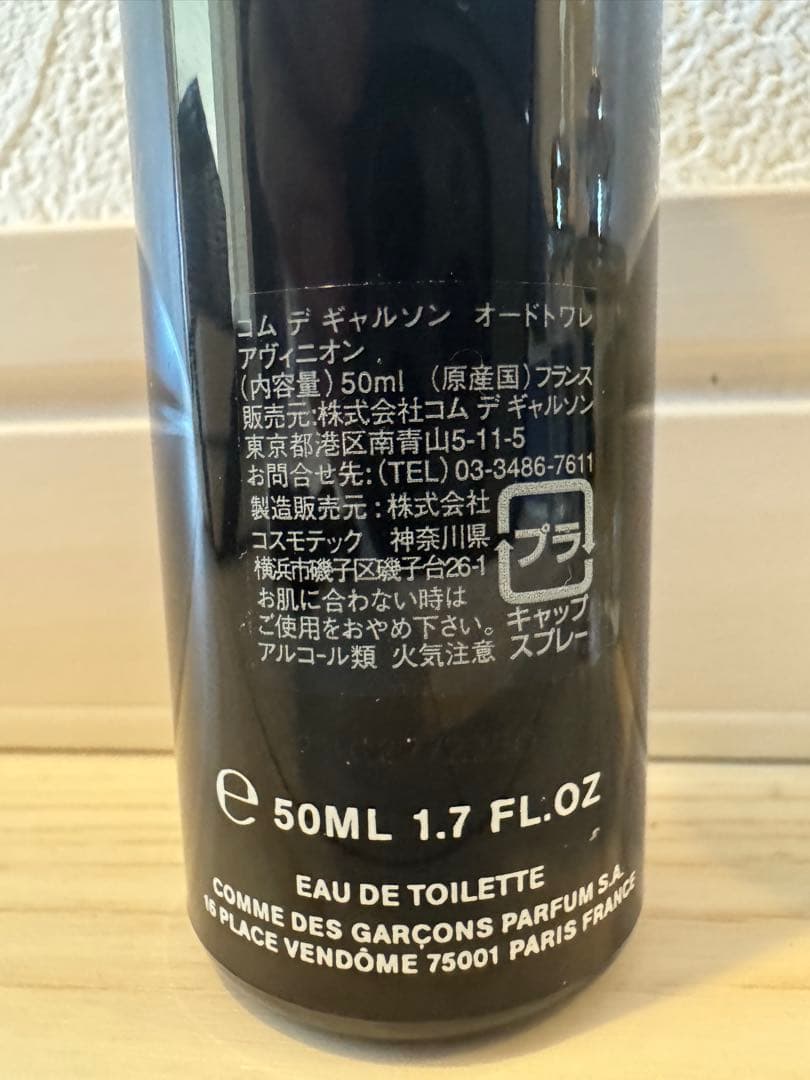 コム デ ギャルソン オードトワレ
アヴィニオン
(内容量)50ml (原産国)フランス
販売元:株式会社コム デ ギャルソン
東京都港区南青山5-11-5
お問合せ先:(TEL) 03-3486-7611
製造販売元:株式会社
コスモテック 神奈川県
横浜市磯子区磯子台26-1
お肌に合わない時は
ご使用をおやめ下さい。
アルコール類 火気注意
プラ
キャップ
スプレー
e 50ML 1.7 FL.OZ
EAU DE TOILETTE
COMME DES GARÇONS PARFUM S.A.
16 PLACE VENDÔME 75001 PARIS FRANCE